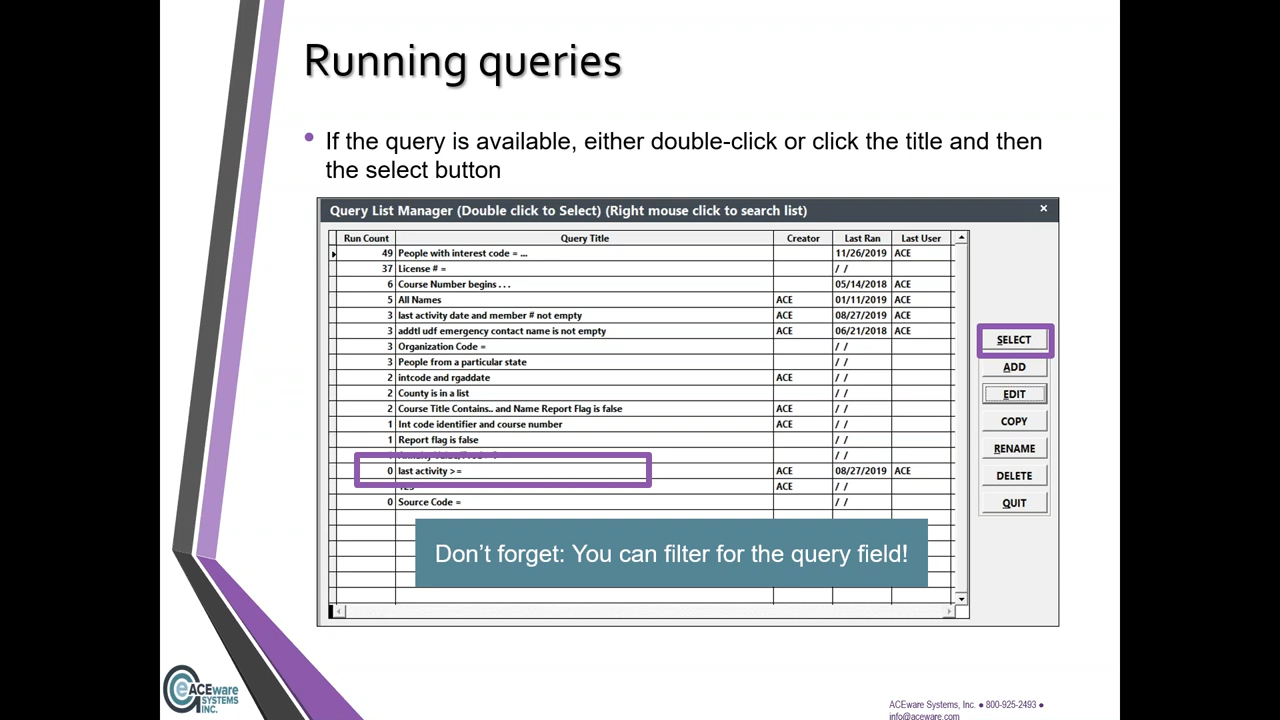 Running queries
• If the query is available, either double-click or click the title and then
the select button
Query List Manager (Double click to Select) (Right mouse click to search list)
×
Run Count Query Title Creator Last Ran Last User
49 People with interest code = ... 11/26/2019 ACE
37 License # = / /
6 Course Number begins . . . 05/14/2018 ACE
5 All Names ACE 01/11/2019 ACE
3 last activity date and member # not empty ACE 08/27/2019 ACE
3 addtl udf emergency contact name is not empty ACE 06/21/2018 ACE
3 Organization Code = / /
3 People from a particular state / /
2 intcode and rgaddate ACE / /
2 County is in a list / /
2 Course Title Contains.. and Name Report Flag is false ACE / /
1 Int code identifier and course number ACE / /
1 Report flag is false / /
/ /
0 last activity >= ACE 08/27/2019 ACE
ACE / /
0 Source Code = / /
SELECT
ADD
EDIT
COPY
RENAME
DELETE
QUIT
Don't forget: You can filter for the query field!
ACEware
SYSTEMS
INC.
ACEware Systems, Inc. ● 800-925-2493 ●
info@aceware.com